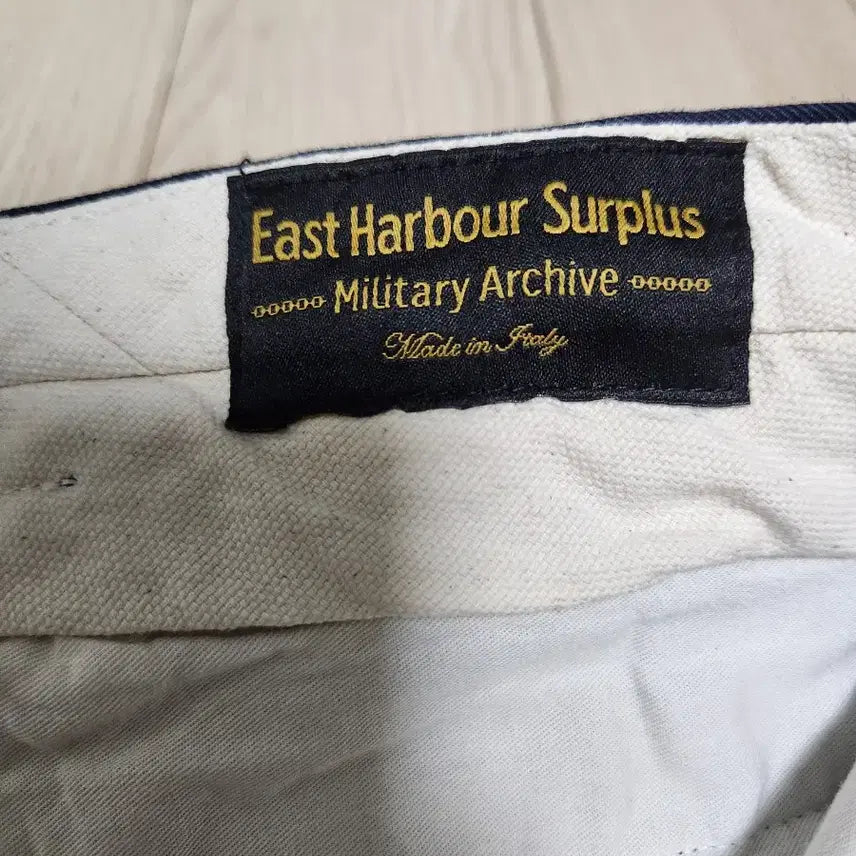 East Harbour Surplus
Military Archive
Made in Italy